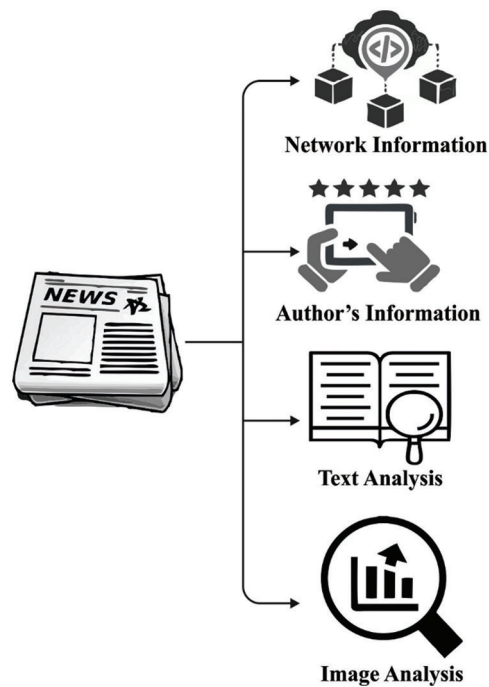 Network Information
Author's Information
NEWS
Text Analysis
Image Analysis